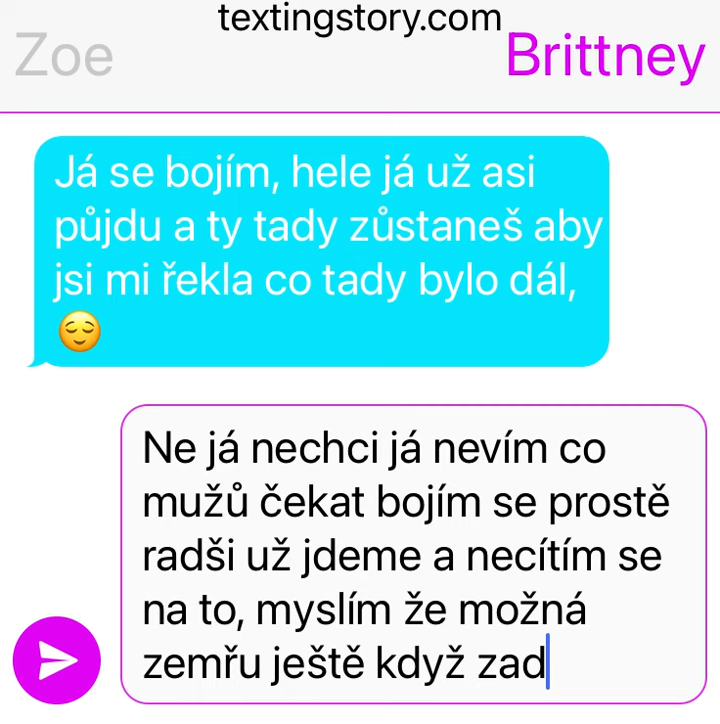 textingstory.com
Zoe
Brittney
Já se bojím, hele já už asi
půjdu a ty tady zůstaneš aby
jsi mi řekla co tady bylo dál,
😌
Ne já nechci já nevím co
mužů čekat bojím se prostě
radši už jdeme a necítím se
na to, myslím že možná
zemřu ještě když zad